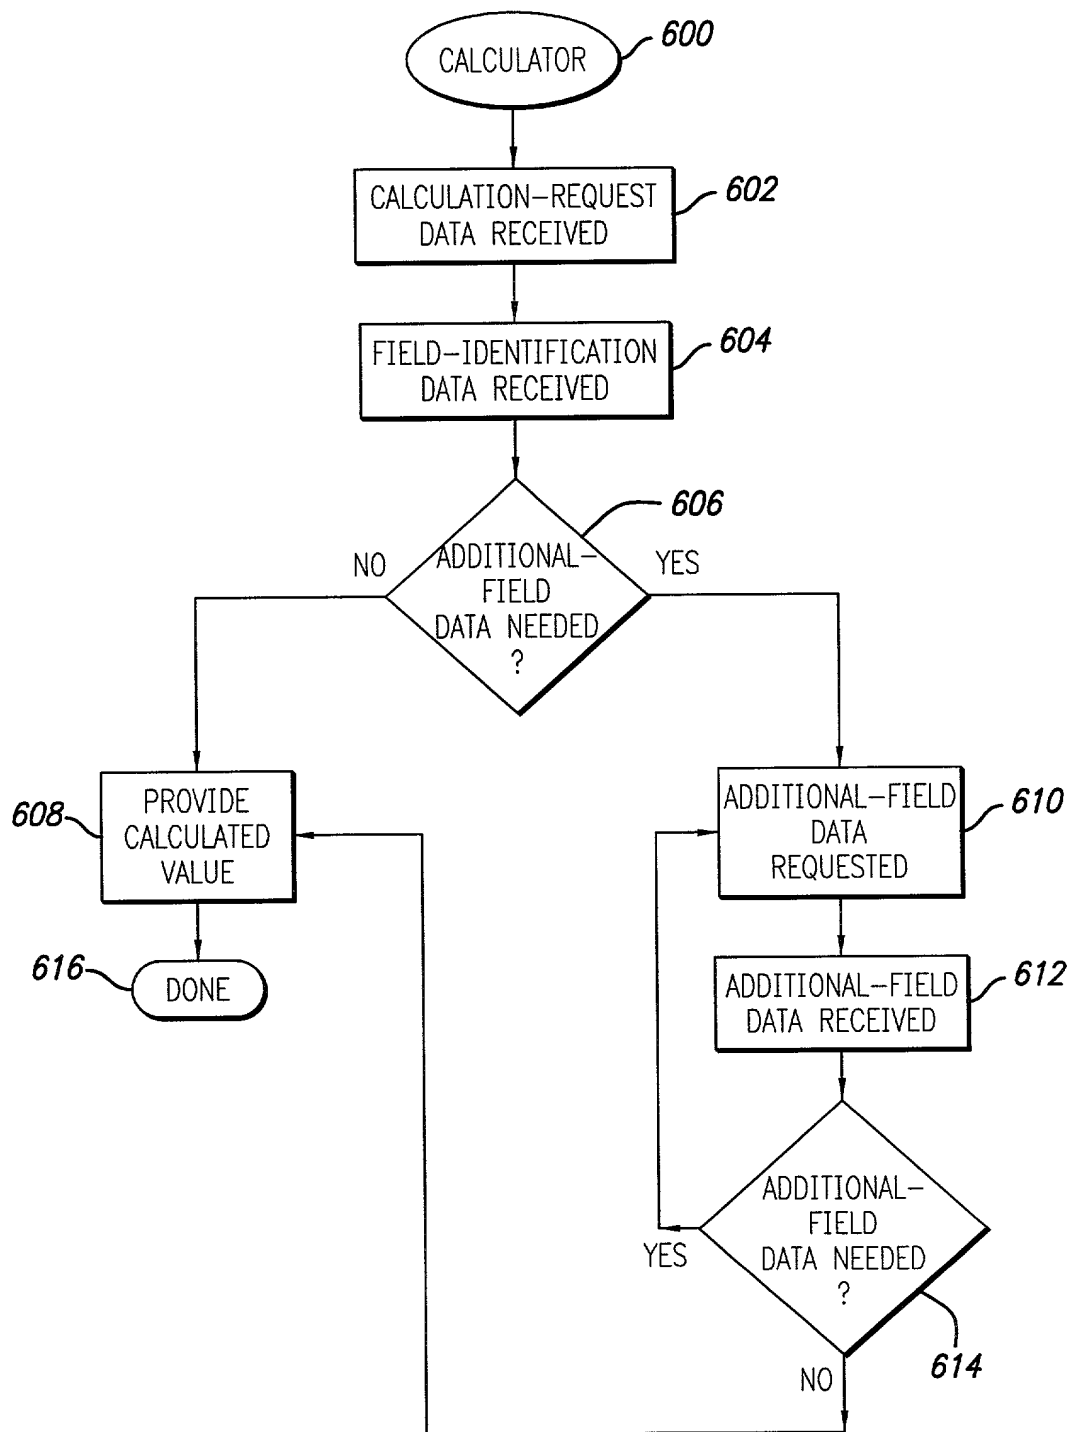 CALCULATOR
600
CALCULATION-REQUEST
DATA RECEIVED
602
FIELD-IDENTIFICATION
DATA RECEIVED
604
606
NO
ADDITIONAL-
FIELD
DATA NEEDED
?
YES
608
PROVIDE
CALCULATED
VALUE
ADDITIONAL-FIELD
DATA
REQUESTED
610
616
DONE
ADDITIONAL-FIELD
DATA RECEIVED
612
ADDITIONAL-
FIELD
DATA NEEDED
?
YES
614
NO